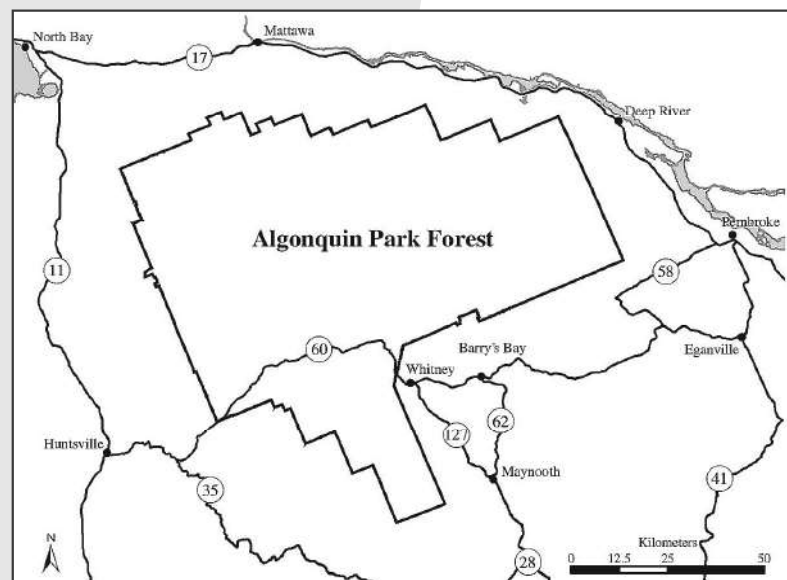 North Bay
Mattawa
17
Deep River
Pembroke
Algonquin Park Forest
11
58
60
Barry's Bay
Eganville
Whitney
127
62
Huntsville
35
Maynooth
41
Kilometers
N
28
0 12.5 25 50